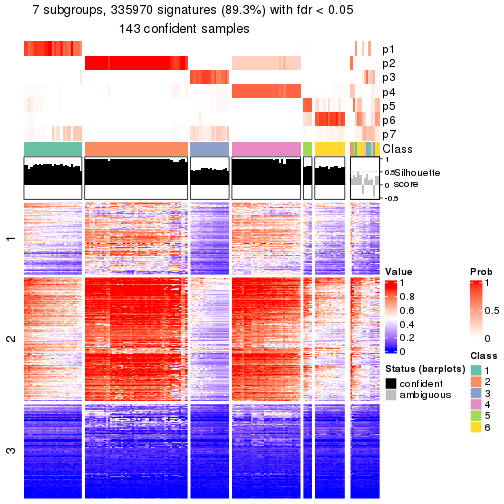 7 subgroups, 335970 signatures (89.3%) with fdr < 0.05
143 confident samples
p1
p2
p3
p4
p5
p6
p7
Class
1
0.5
0
-0.5
Silhouette
score
1
2
3
Value
1
0.8
0.6
0.4
0.2
0
Prob
1
0.5
0
Status (barplots)
confident
ambiguous
Class
1
2
3
4
5
6